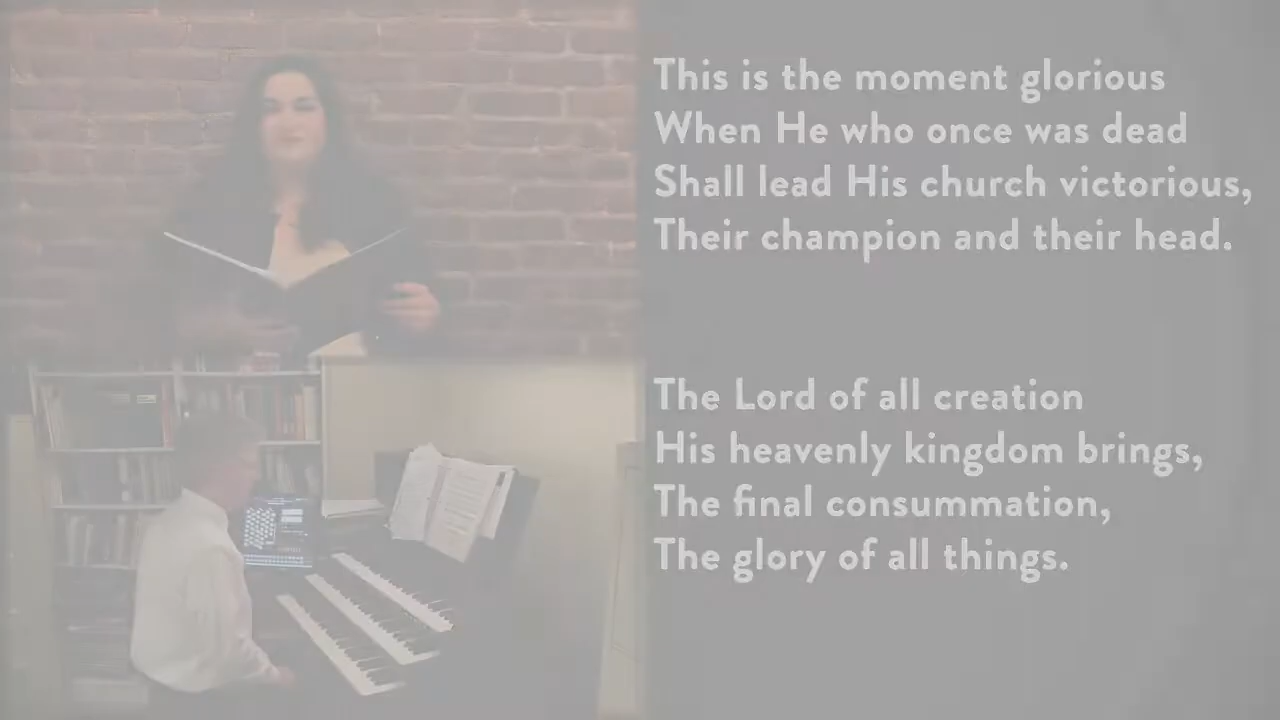 This is the moment glorious
When He who once was dead
Shall lead His church victorious,
Their champion and their head.
The Lord of all creation
His heavenly kingdom brings,
The final consummation,
The glory of all things.